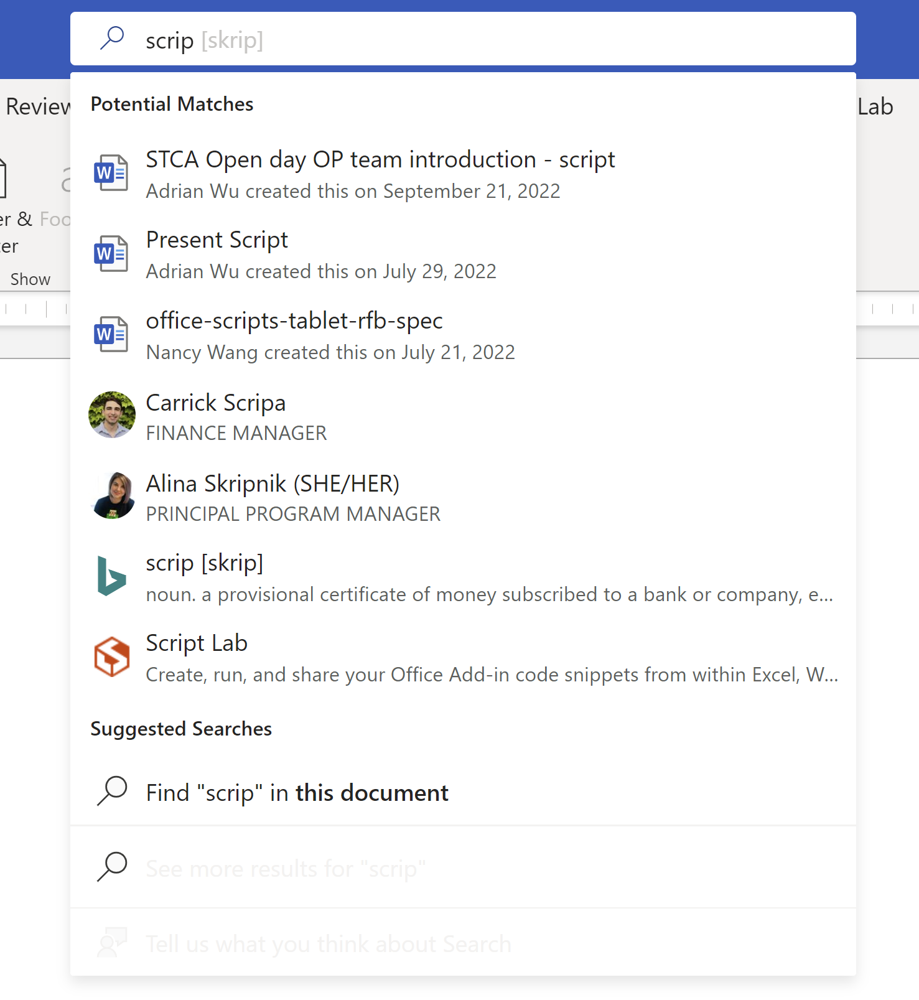 scrip [skrip]
Potential Matches
Review
Lab
STCA Open day OP team introduction - script
Adrian Wu created this on September 21, 2022
er & Foo
ter
Show
Present Script
Adrian Wu created this on July 29, 2022
office-scripts-tablet-rfb-spec
Nancy Wang created this on July 21, 2022
Carrick Scripa
FINANCE MANAGER
Alina Skripnik (SHE/HER)
PRINCIPAL PROGRAM MANAGER
scrip [skrip]
noun. a provisional certificate of money subscribed to a bank or company, e...
Script Lab
Create, run, and share your Office Add-in code snippets from within Excel, W...
Suggested Searches
Find "scrip" in this document
See more results for "scrip"
Tell us what you think about Search